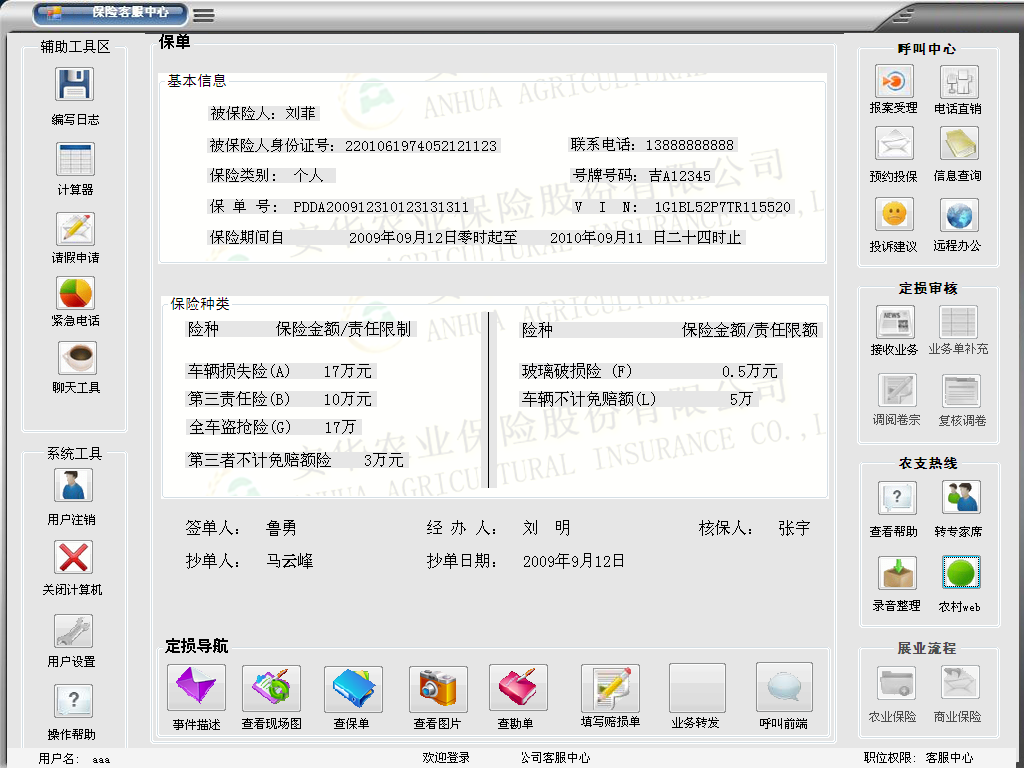 保险客服中心
辅助工具区
编写日志
计算器
请假申请
紧急电话
聊天工具
系统工具
用户注销
关闭计算机
用户设置
?
操作帮助
保单
基本信息
被保险人: 刘菲
被保险人身份证号: 2201061974052121123 联系电话: 13888888888
保险类别: 个人 号牌号码: 吉A12345
保 单 号: PDDA200912310123131311 V I N: 1G1BL52P7TR115520
保险期间自 2009年09月12日零时起至 2010年09月11 日二十四时止
ANHUA AGRICULTURAL INSUR
安华农业保险股份有限公司
保险种类
险种 保险金额/责任限制 险种 保险金额/责任限额
车辆损失险(A) 17万元 玻璃破损险 (F) 0.5万元
第三责任险(B) 10万元 车辆不计免赔额(L) 5万
全车盗抢险(G) 17万
第三者不计免赔额险 3万元
安华农业保险股份有限公司
ANHUA AGRICULTURAL INSURANCE CO.,L
签单人: 鲁勇 经 办 人: 刘 明 核保人: 张宇
抄单人: 马云峰 抄单日期: 2009年9月12日
定损导航
事件描述 查看现场图 查保单 查看图片 查勘单 填写赔损单 业务转发 呼叫前端
呼叫中心
报案受理 电话直销
预约投保 信息查询
投诉建议 远程办公
定损审核
NEWS
接收业务 业务单补充
调阅卷宗 复核调卷
农支热线
?
查看帮助 转专家席
录音整理 农村web
展业流程
农业保险 商业保险
用户名: aaa 欢迎登录 公司客服中心 职位权限: 客服中心